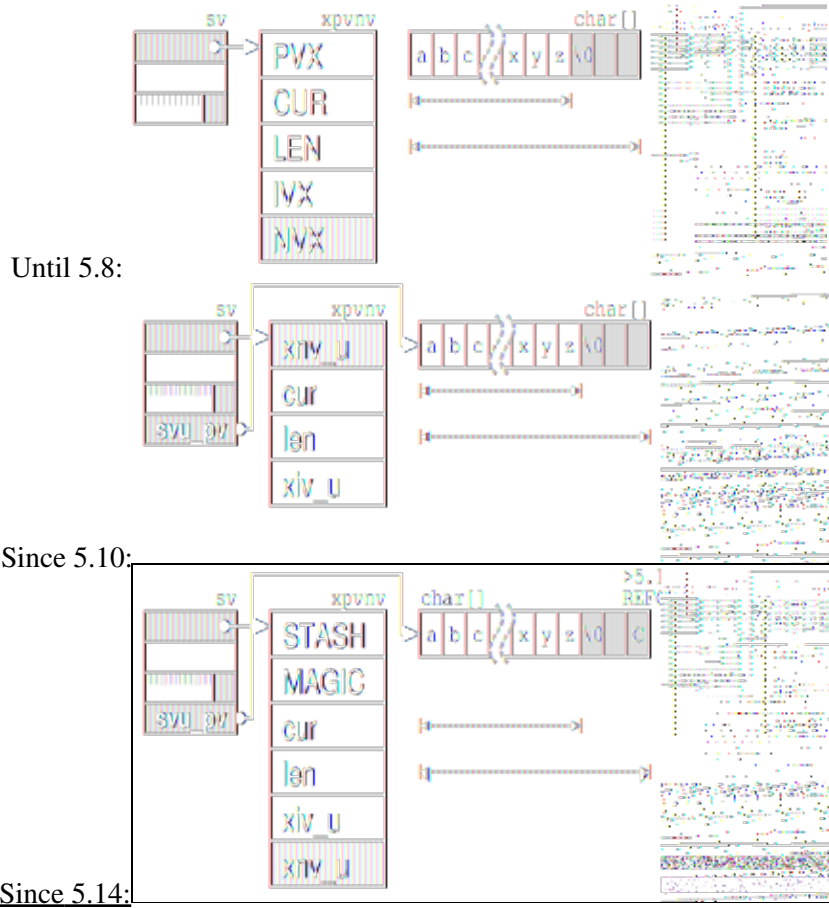 sv xpvnv char[]
PVX a b c x y z \0
CUR
LEN
IVX
NVX
Until 5.8:
sv xpvnv char[]
xnv_u a b c x y z \0
cur
len
svu_pv
xiv_u
Since 5.10:
>5.1
sv xpvnv char[] REFC
STASH a b c x y z \0 C
MAGIC
svu_pv
cur
len
xiv_u
xnv_u
Since 5.14: